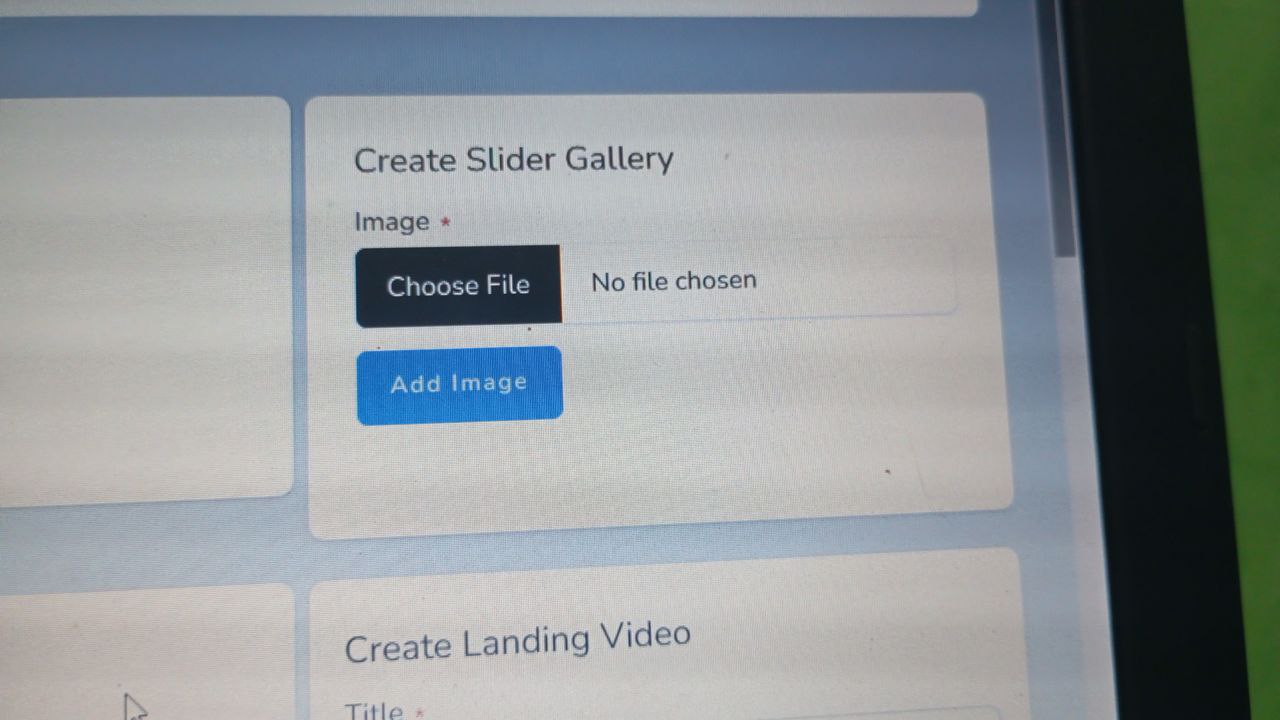 Create Slider Gallery
Image *
Choose File No file chosen
Add Image
Create Landing Video
Title *